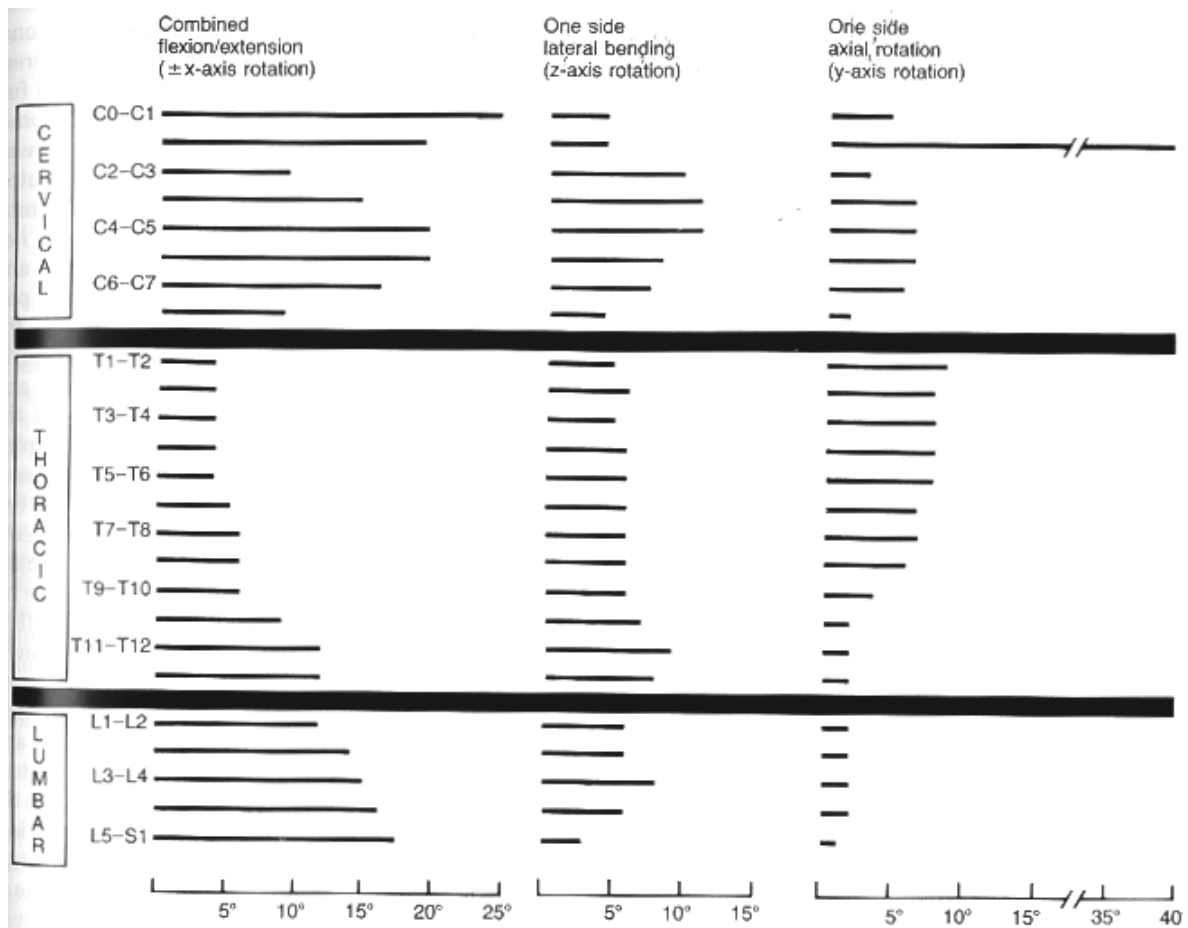 Combined
flexion/extension
(±x-axis rotation)
One side
lateral bending
(z-axis rotation)
One side
axial rotation
(y-axis rotation)
CERVICAL
C0–C1
C2–C3
C4–C5
C6–C7
THORACIC
T1–T2
T3–T4
T5–T6
T7–T8
T9–T10
T11–T12
LUMBAR
L1–L2
L3–L4
L5–S1
5° 10° 15° 20° 25°
5° 10° 15°
5° 10° 15° 35° 40